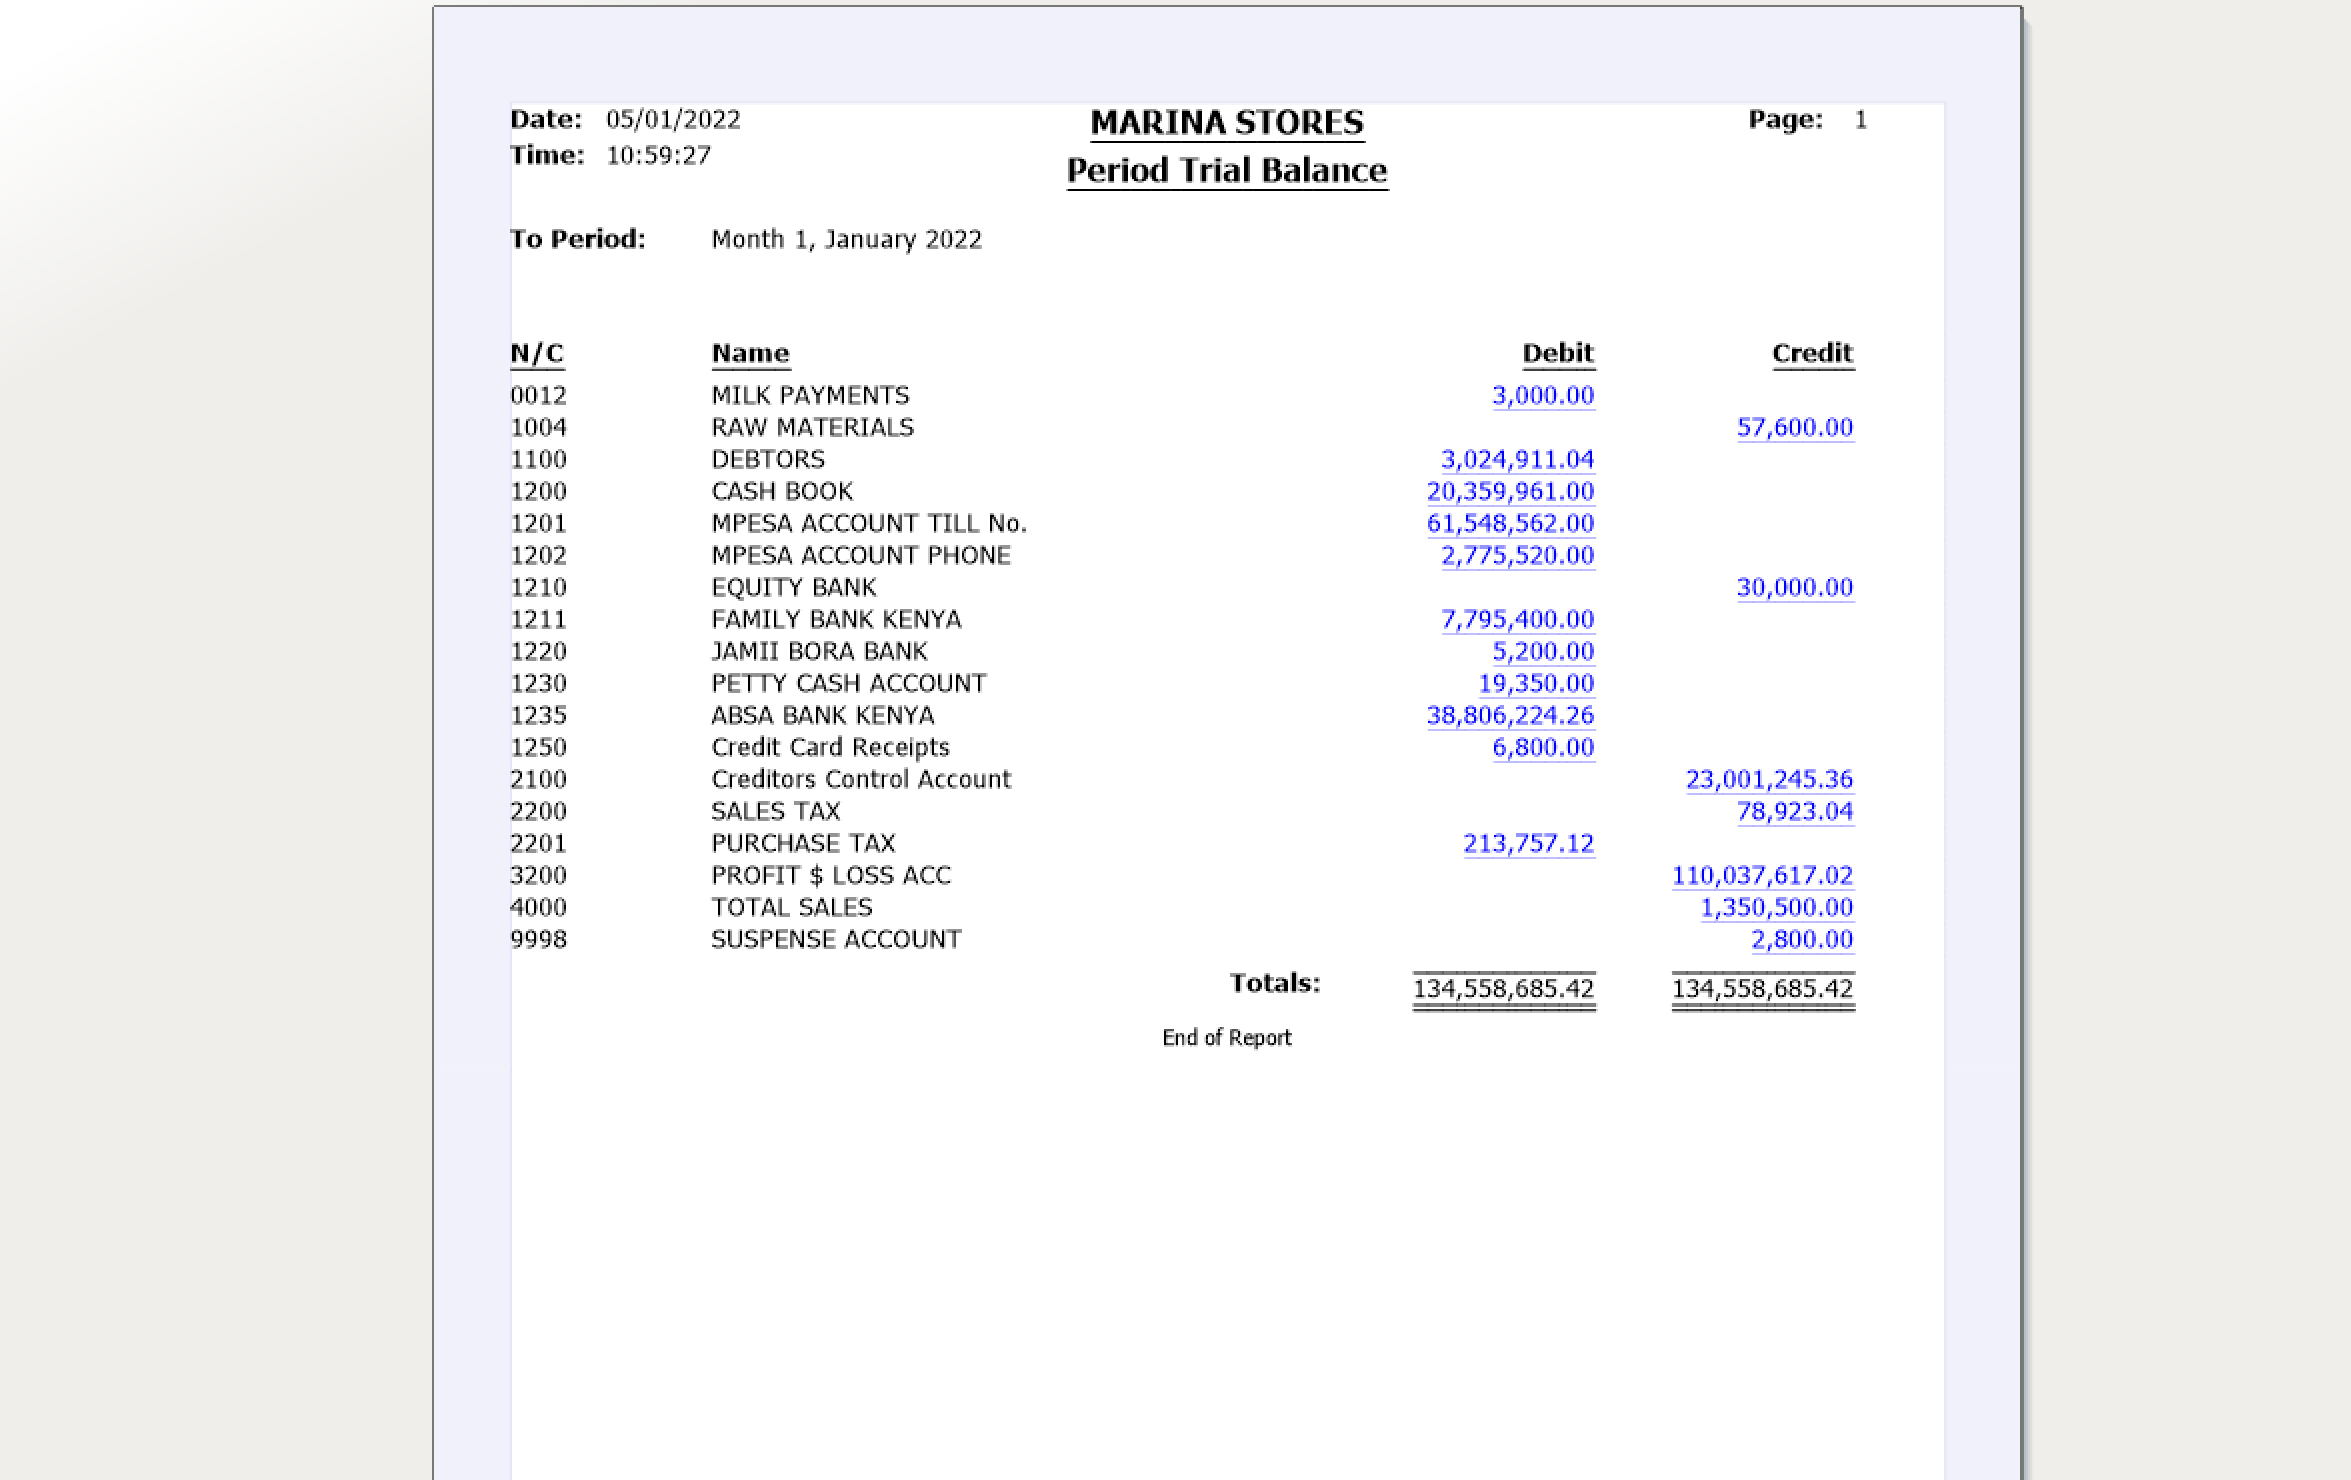 Date: 05/01/2022 MARINA STORES Page: 1
Time: 10:59:27
Period Trial Balance
To Period: Month 1, January 2022
N/C Name Debit Credit
0012 MILK PAYMENTS 3,000.00
1004 RAW MATERIALS 57,600.00
1100 DEBTORS 3,024,911.04
1200 CASH BOOK 20,359,961.00
1201 MPESA ACCOUNT TILL No. 61,548,562.00
1202 MPESA ACCOUNT PHONE 2,775,520.00
1210 EQUITY BANK 30,000.00
1211 FAMILY BANK KENYA 7,795,400.00
1220 JAMII BORA BANK 5,200.00
1230 PETTY CASH ACCOUNT 19,350.00
1235 ABSA BANK KENYA 38,806,224.26
1250 Credit Card Receipts 6,800.00
2100 Creditors Control Account 23,001,245.36
2200 SALES TAX 78,923.04
2201 PURCHASE TAX 213,757.12
3200 PROFIT $ LOSS ACC 110,037,617.02
4000 TOTAL SALES 1,350,500.00
9998 SUSPENSE ACCOUNT 2,800.00
Totals: 134,558,685.42 134,558,685.42
End of Report